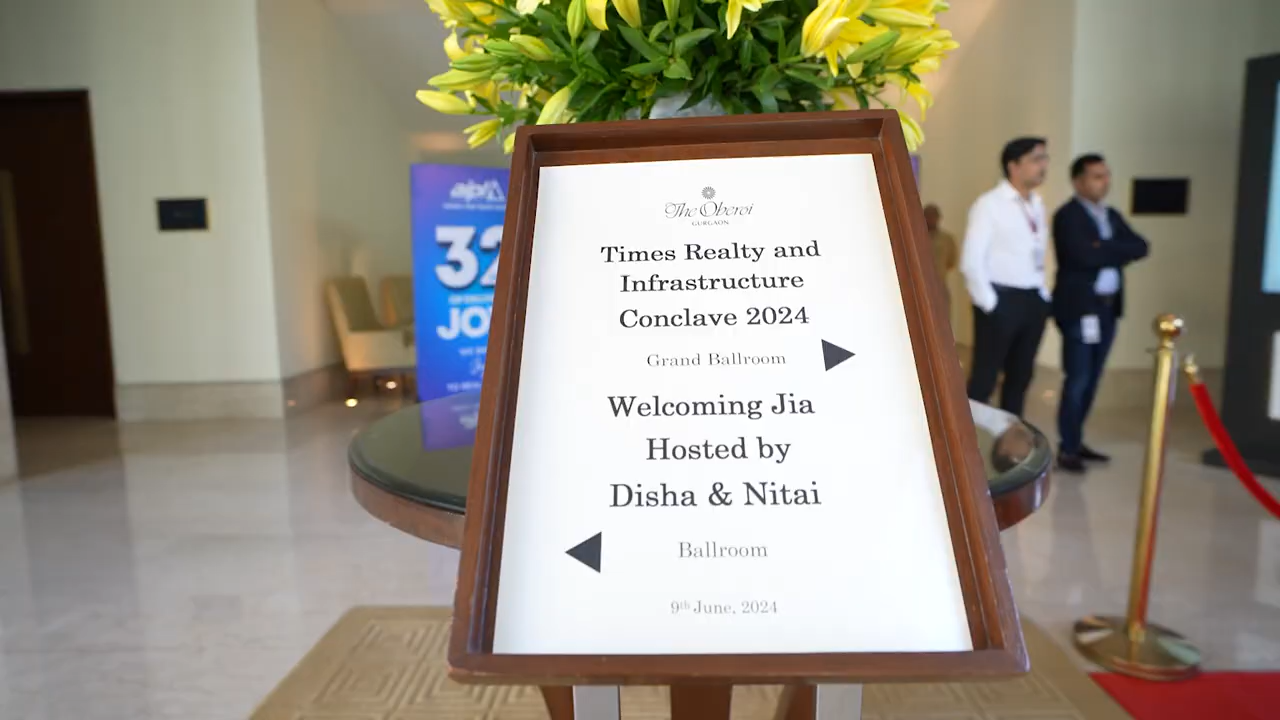 The Oberoi
GURGAON
Times Realty and
Infrastructure
Conclave 2024
Grand Ballroom
Welcoming Jia
Hosted by
Disha & Nitai
Ballroom
9th June, 2024
32